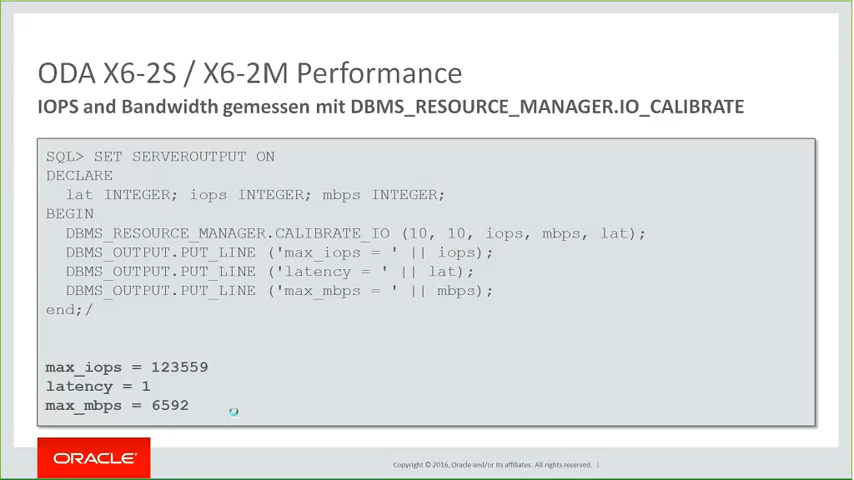 ODA X6-2S / X6-2M Performance
IOPS and Bandwidth gemessen mit DBMS_RESOURCE_MANAGER.IO_CALIBRATE
SQL> SET SERVEROUTPUT ON
DECLARE
lat INTEGER; iops INTEGER; mbps INTEGER;
BEGIN
DBMS_RESOURCE_MANAGER.CALIBRATE_IO (10, 10, iops, mbps, lat);
DBMS_OUTPUT.PUT_LINE ('max_iops = ' || iops);
DBMS_OUTPUT.PUT_LINE ('latency = ' || lat);
DBMS_OUTPUT.PUT_LINE ('max_mbps = ' || mbps);
end;/
max_iops = 123559
latency = 1
max_mbps = 6592
ORACLE
Copyright © 2016, Oracle and/or its affiliates. All rights reserved. |